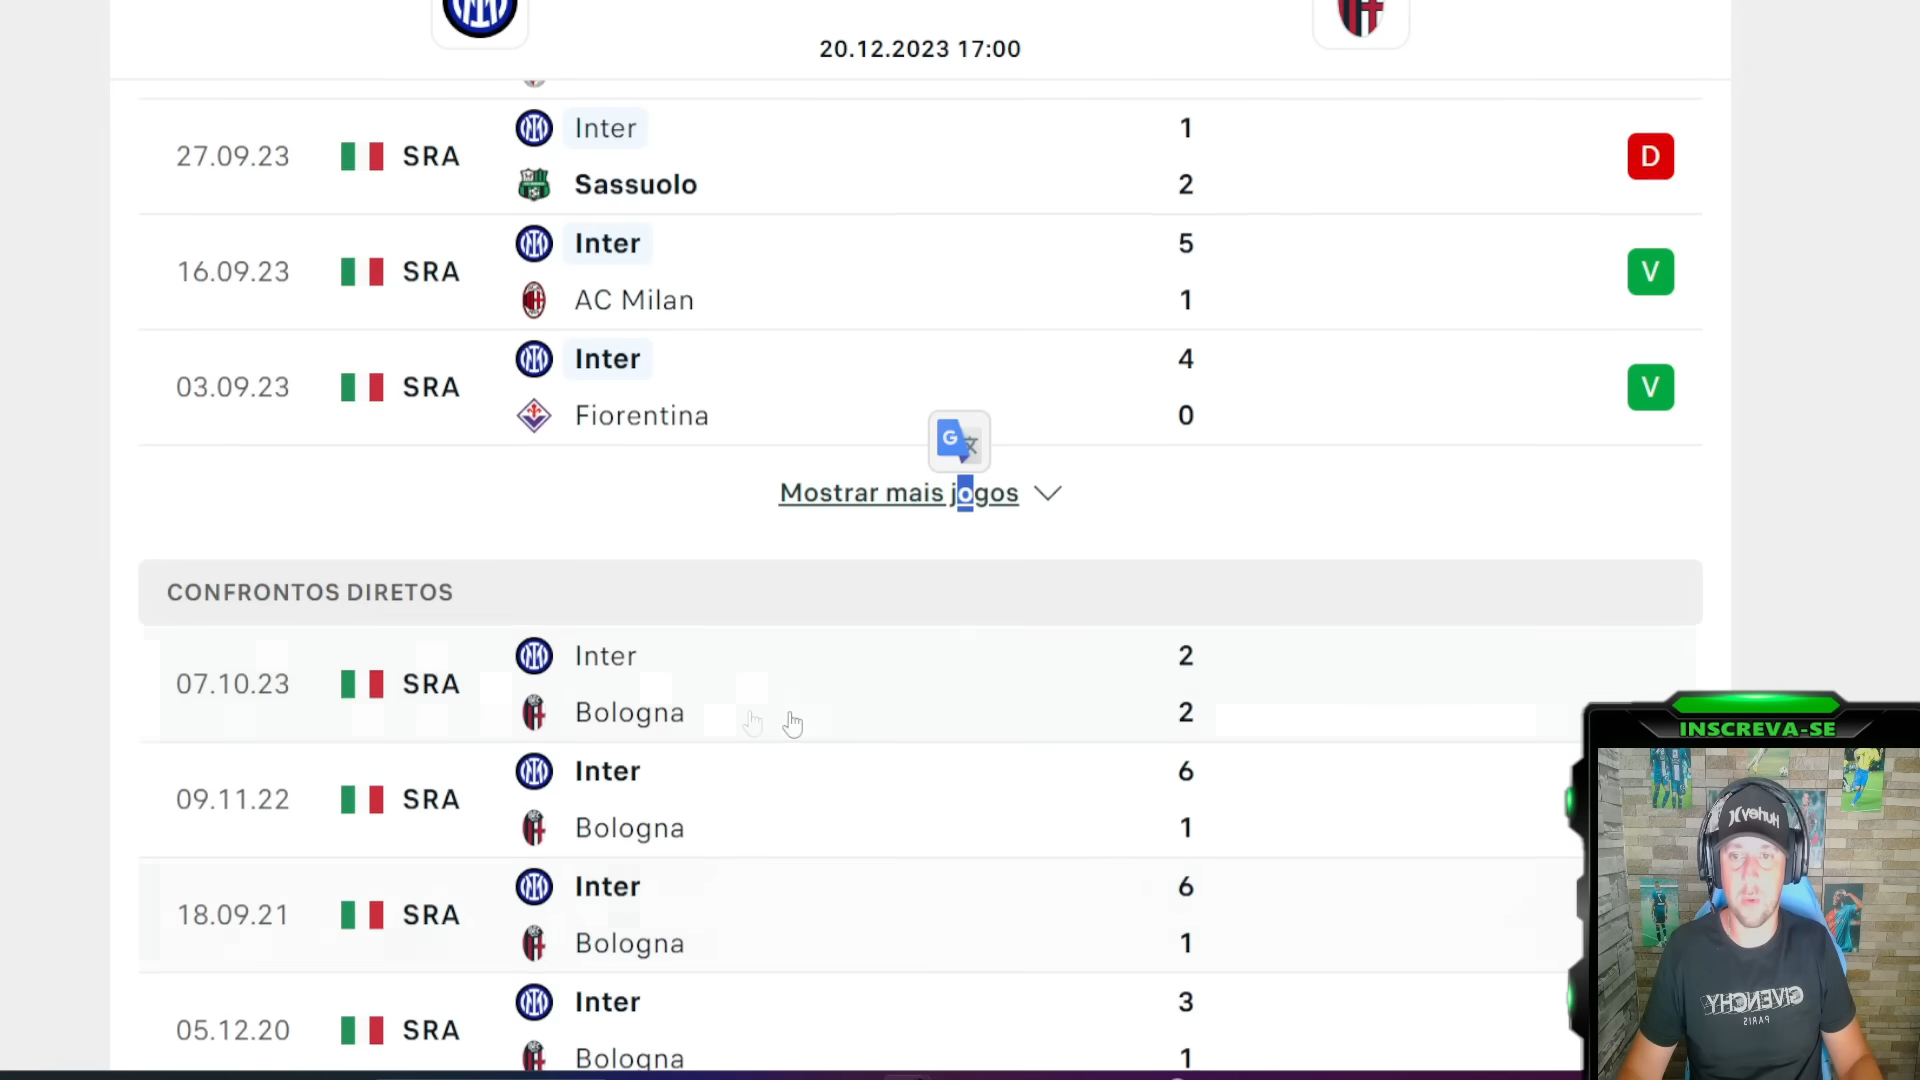 20.12.2023 17:00
27.09.23 SRA Inter 1
Sassuolo 2
D
16.09.23 SRA Inter 5
AC Milan 1
V
03.09.23 SRA Inter 4
Fiorentina 0
V
G
Mostrar mais jogos
CONFRONTOS DIRETOS
07.10.23 SRA Inter 2
Bologna 2
09.11.22 SRA Inter 6
Bologna 1
18.09.21 SRA Inter 6
Bologna 1
05.12.20 SRA Inter 3
Bologna 1
INSCREVA-SE
Hurley
GIVENCHY
PARIS